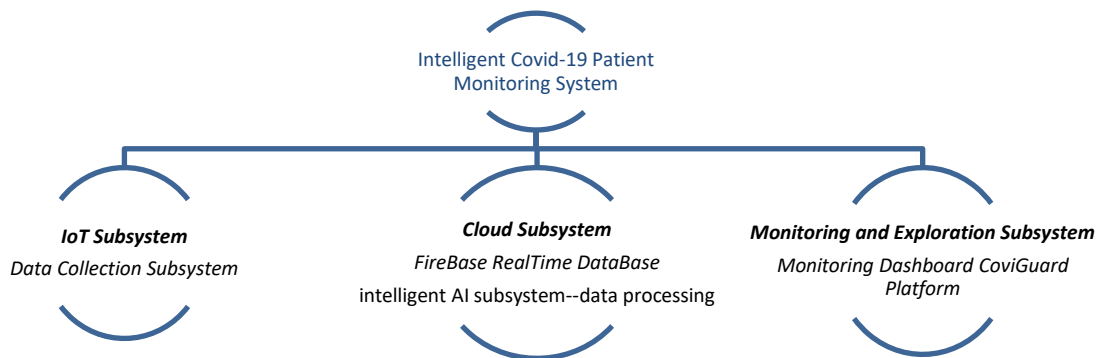 Intelligent Covid-19 Patient
Monitoring System
IoT Subsystem
Data Collection Subsystem
Cloud Subsystem
FireBase RealTime DataBase
intelligent AI subsystem--data processing
Monitoring and Exploration Subsystem
Monitoring Dashboard CoviGuard
Platform